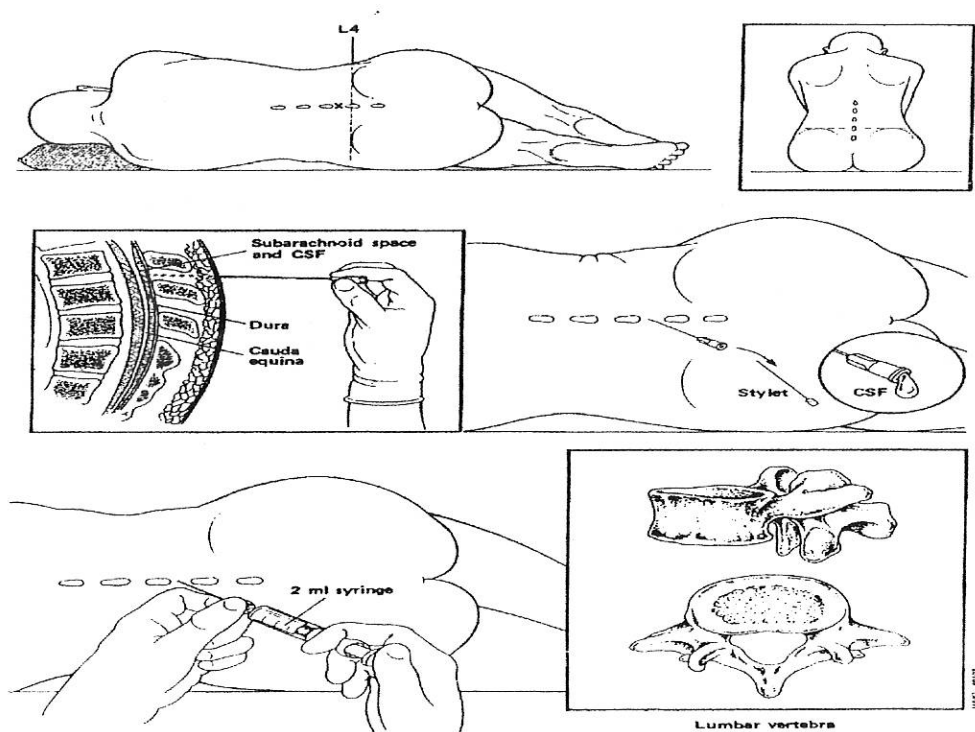 L4
x
Subarachnoid space
and CSF
Dura
Cauda
equina
Stylet
CSF
2 ml syringe
Lumbar vertebra